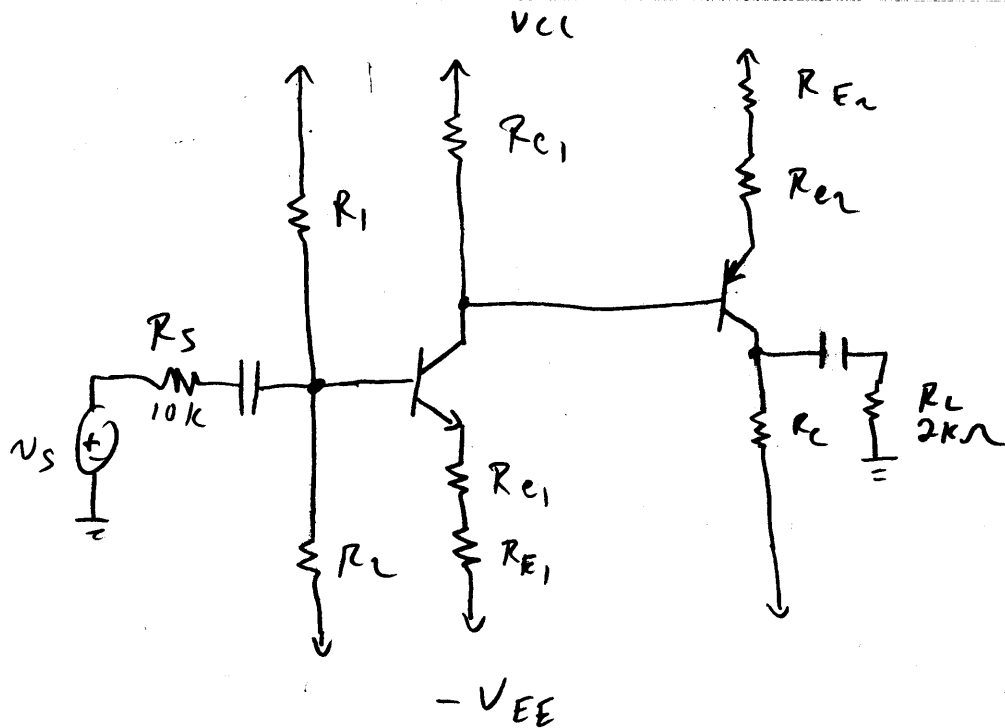 VCC
R1
RC1
RE2
Re2
RS
10K
vS
R2
Re1
RE1
RC
RL
2KΩ
- VEE